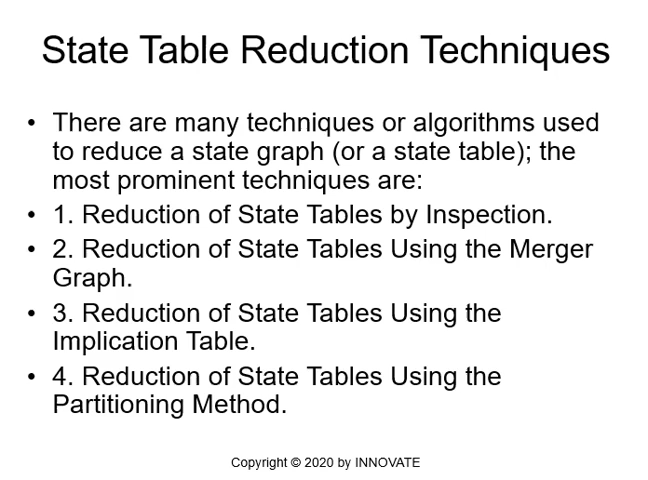 State Table Reduction Techniques
• There are many techniques or algorithms used
to reduce a state graph (or a state table); the
most prominent techniques are:
• 1. Reduction of State Tables by Inspection.
• 2. Reduction of State Tables Using the Merger
Graph.
• 3. Reduction of State Tables Using the
Implication Table.
• 4. Reduction of State Tables Using the
Partitioning Method.
Copyright © 2020 by INNOVATE